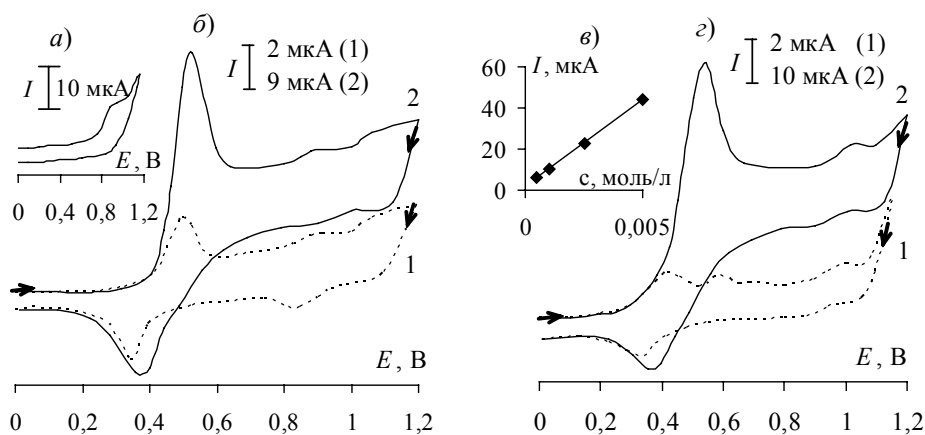 а)
I 10 мкА
E, В
0 0,4 0,8 1,2
б)
I 2 мкА (1)
9 мкА (2)
2
1
E, В
0 0,2 0,4 0,6 0,8 1 1,2
в)
I, мкА
60
40
20
0
с, моль/л
0 0,005
г)
I 2 мкА (1)
10 мкА (2)
2
1
E, В
0 0,2 0,4 0,6 0,8 1 1,2